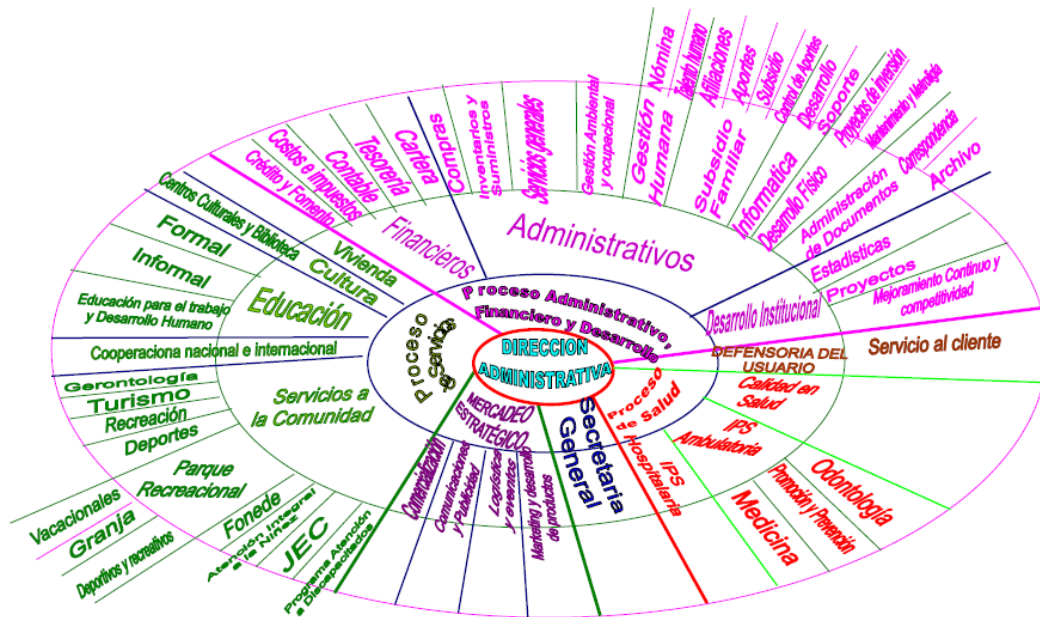 DIRECCION
ADMINISTRATIVA
Proceso Administrativo,
Financiero y Desarrollo
Financieros
Crédito y Fomento
Costos e impuestos
Contable
Tesorería
Cartera
Administrativos
Compras
Inventarios y
Suministros
Servicios generales
Gestión Ambiental
y ocupacional
Gestión
Humana
Nómina
Talento humano
Subsidio
Familiar
Afiliaciones
Aportes
Subsidio
Control de Aportes
Informatica
Desarrollo
Soporte
Desarrollo Físico
Proyectos de inversión
Mantenimiento y Metrología
Administración
de Documentos
Correspondencia
Archivo
Desarrollo Institucional
Estadísticas
Proyectos
Mejoramiento Continuo y
competitividad
DEFENSORIA DEL
USUARIO
Servicio al cliente
Proceso
de Salud
Calidad en
Salud
IPS
Ambulatoria
Odontología
Promoción y Prevención
Medicina
IPS
Hospitalaria
Secretaria
General
MERCADEO
ESTRATÉGICO
Comercialización
Comunicaciones
y Publicidad
Logística
y eventos
Marketing y desarrollo
de productos
Proceso
de Servicios
Vivienda
Cultura
Centros Culturales y Biblioteca
Educación
Formal
Informal
Educación para el trabajo
y Desarrollo Humano
Cooperaciona nacional e internacional
Servicios a
la Comunidad
Gerontología
Turismo
Recreación
Deportes
Parque
Recreacional
Vacacionales
Granja
Deportivos y recreativos
Fonede
Atención Integral
a la Niñez
JEC
Programa Atención
a Discapacitados